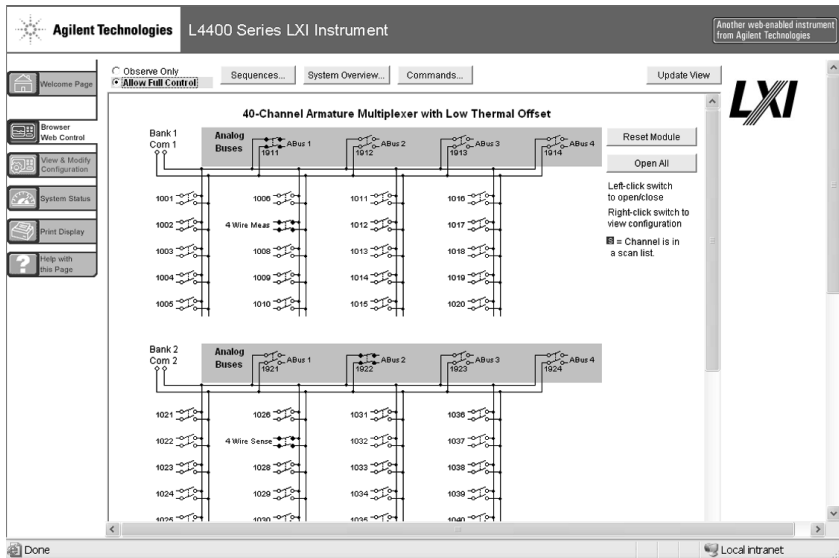 Agilent Technologies
L4400 Series LXI Instrument
Another web-enabled instrument
from Agilent Technologies
Welcome Page
Browser
Web Control
View & Modify
Configuration
System Status
Print Display
Help with
this Page
Observe Only
Allow Full Control
Sequences...
System Overview...
Commands...
Update View
LXI
40-Channel Armature Multiplexer with Low Thermal Offset
Bank 1
Com 1
Analog
Buses
ABus 1
1911
ABus 2
1912
ABus 3
1913
ABus 4
1914
Reset Module
Open All
Left-click switch
to open/close
Right-click switch to
view configuration
S = Channel is in
a scan list.
1001 1006 1011 1016
1002 4 Wire Meas 1012 1017
1003 1008 1013 1018
1004 1009 1014 1019
1005 1010 1015 1020
Bank 2
Com 2
Analog
Buses
ABus 1
1921
ABus 2
1922
ABus 3
1923
ABus 4
1924
1021 1026 1031 1036
1022 4 Wire Sense 1032 1037
1023 1028 1033 1038
1024 1029 1034 1039
1025 1030 1035 1040
Done
Local intranet